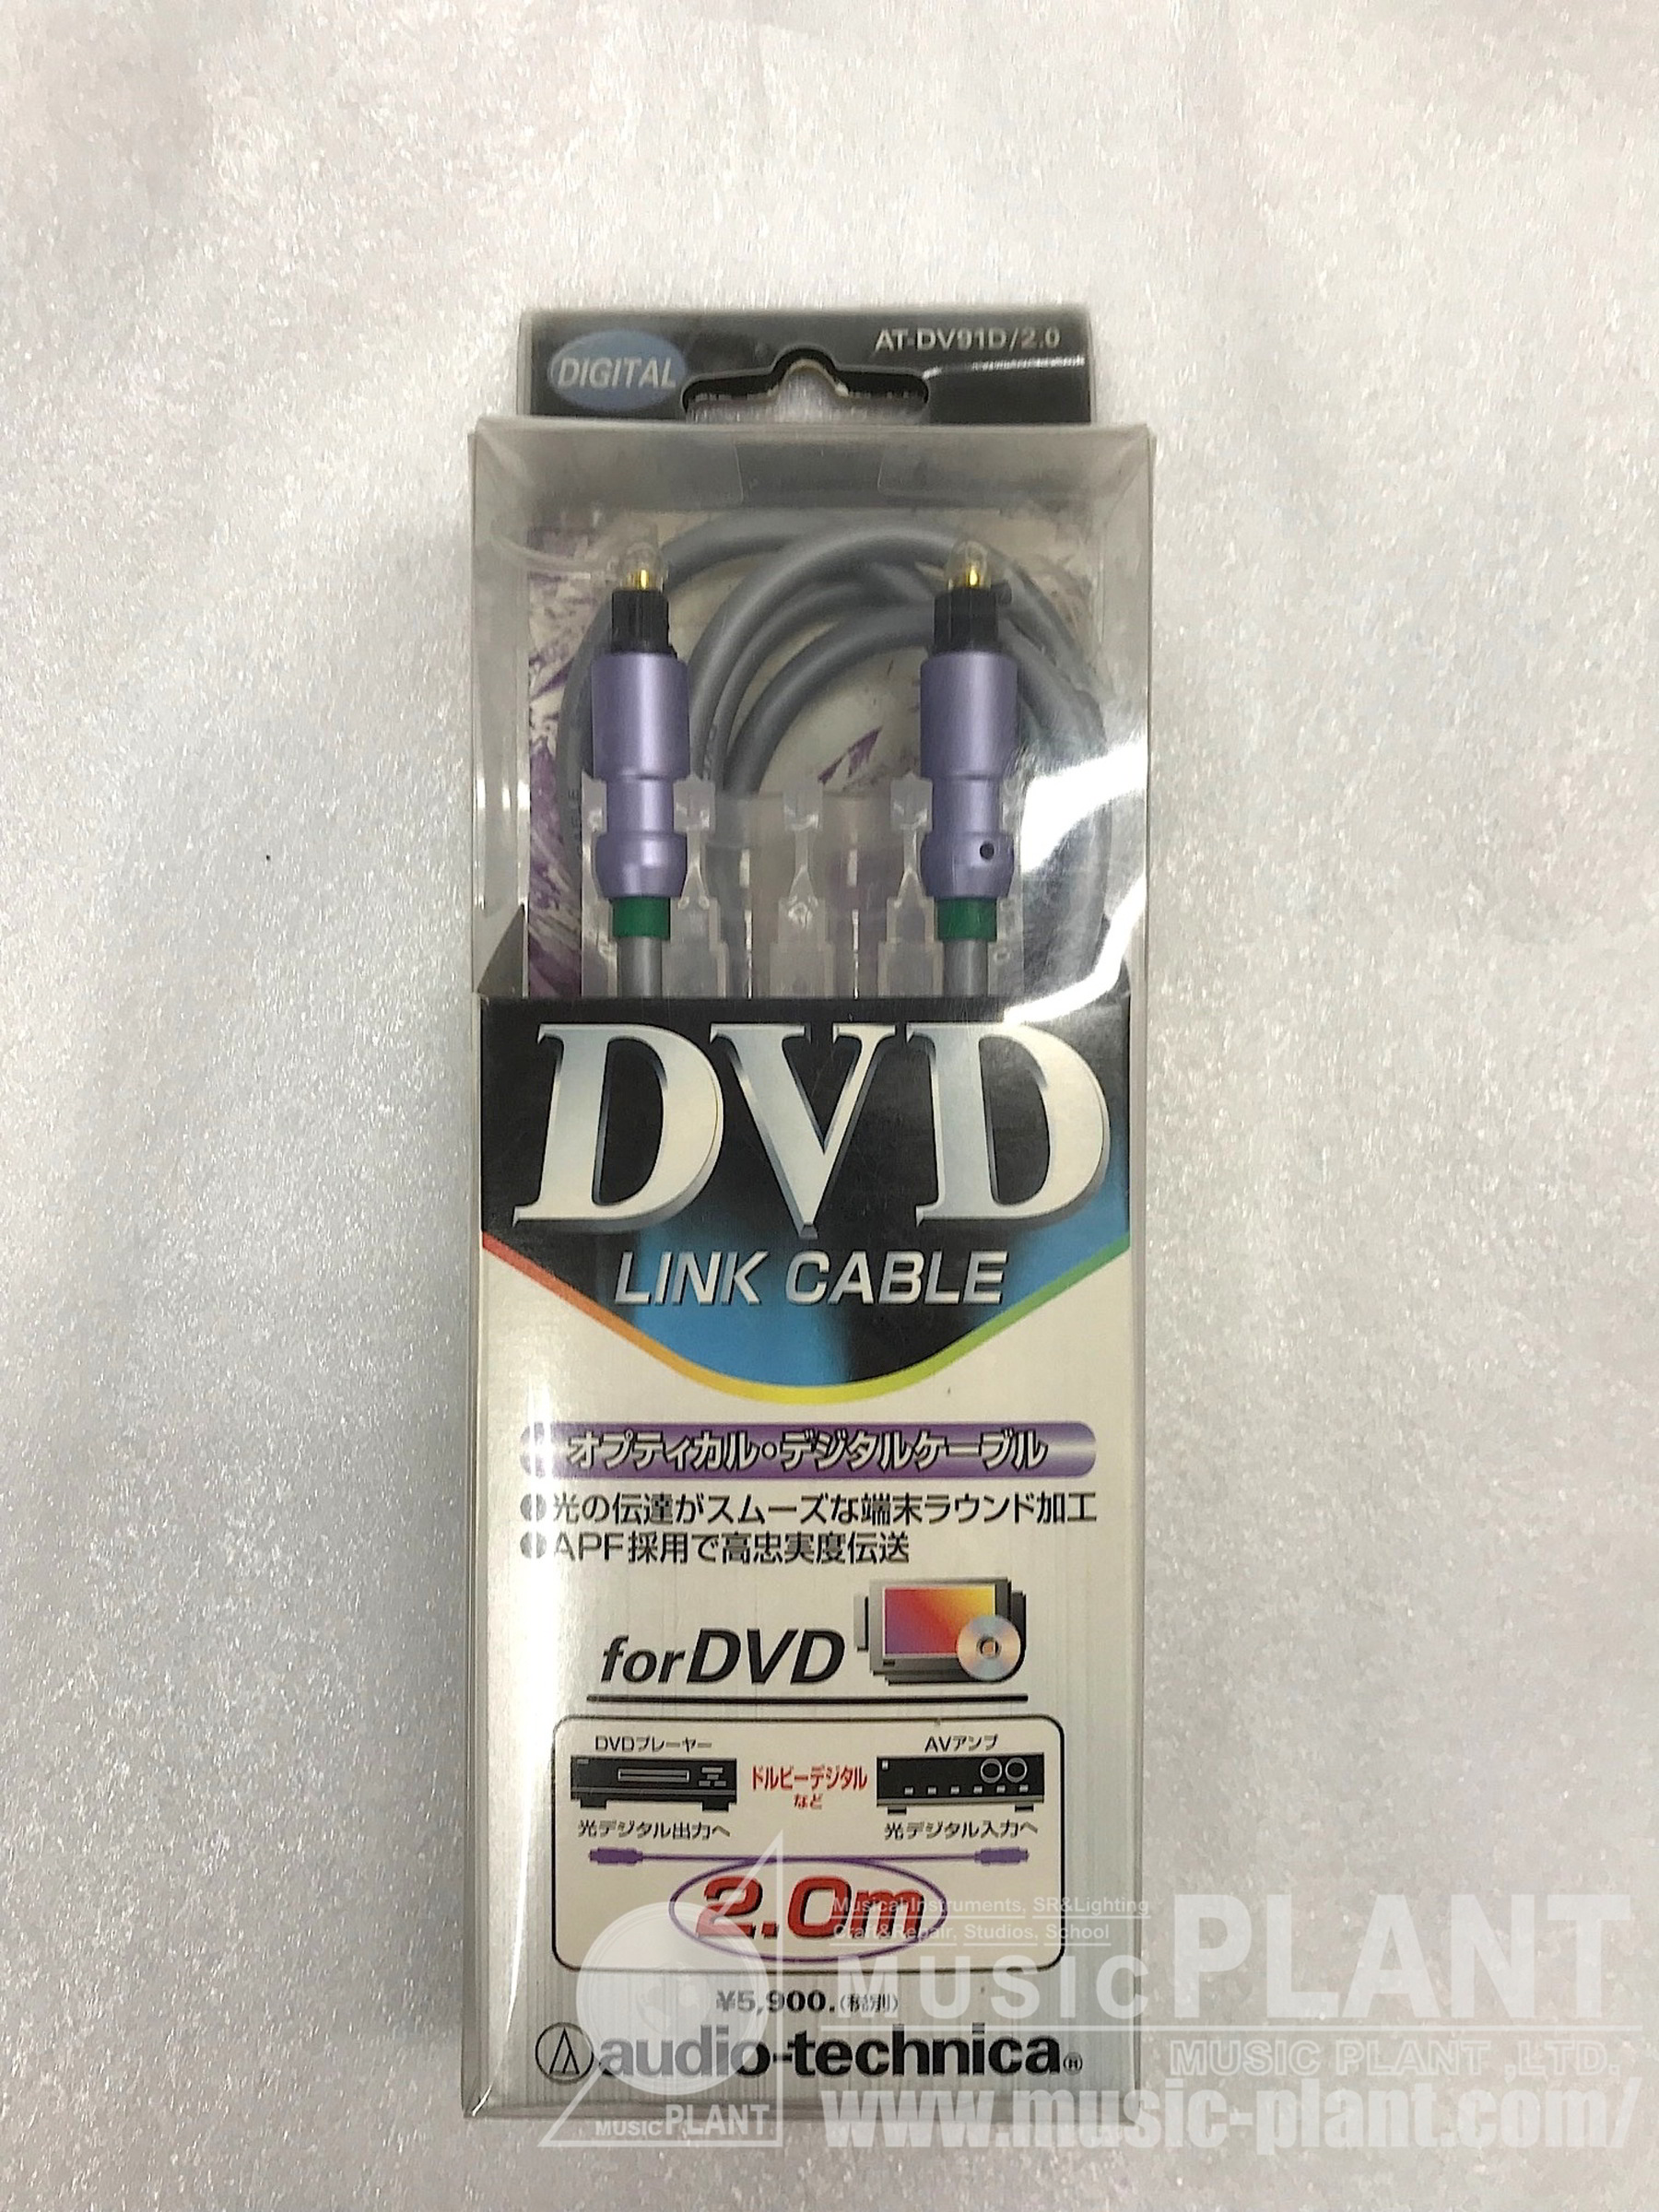 DIGITAL
AT-DV91D/2.0
DVD
LINK CABLE
オプティカル・デジタルケーブル
●光の伝達がスムーズな端末ラウンド加工
●APF採用で高忠実度伝送
for DVD
DVDプレーヤー
AVアンプ
ドルビーデジタル
など
光デジタル出力へ
光デジタル入力へ
2.0m
¥5,900.(税別)
audio-technica®
Musical Instruments, SR&Lighting
Craft&Repair, Studios, School
MUSIC PLANT
MUSIC PLANT ,LTD.
www.music-plant.com/
MUSIC PLANT